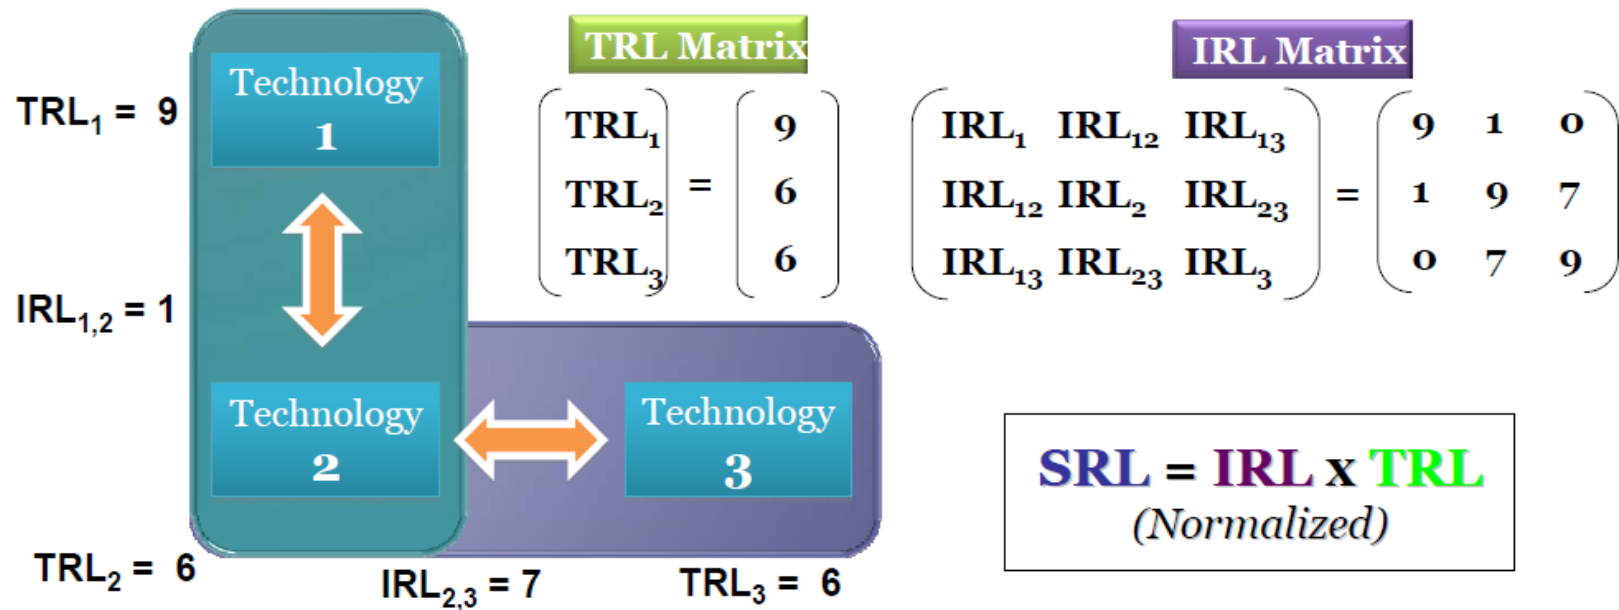 Technology
1
TRL1 = 9
IRL1,2 = 1
Technology
2
TRL2 = 6
IRL2,3 = 7
Technology
3
TRL3 = 6
TRL Matrix
TRL1
TRL2
TRL3
=
9
6
6
IRL Matrix
IRL1 IRL12 IRL13
IRL12 IRL2 IRL23
IRL13 IRL23 IRL3
=
9 1 0
1 9 7
0 7 9
SRL = IRL x TRL
(Normalized)